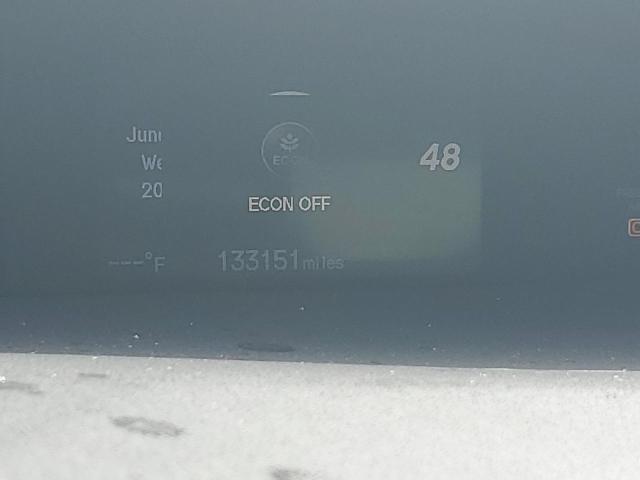 June
We
20
ECON
48
ECON OFF
---°F
133151 miles